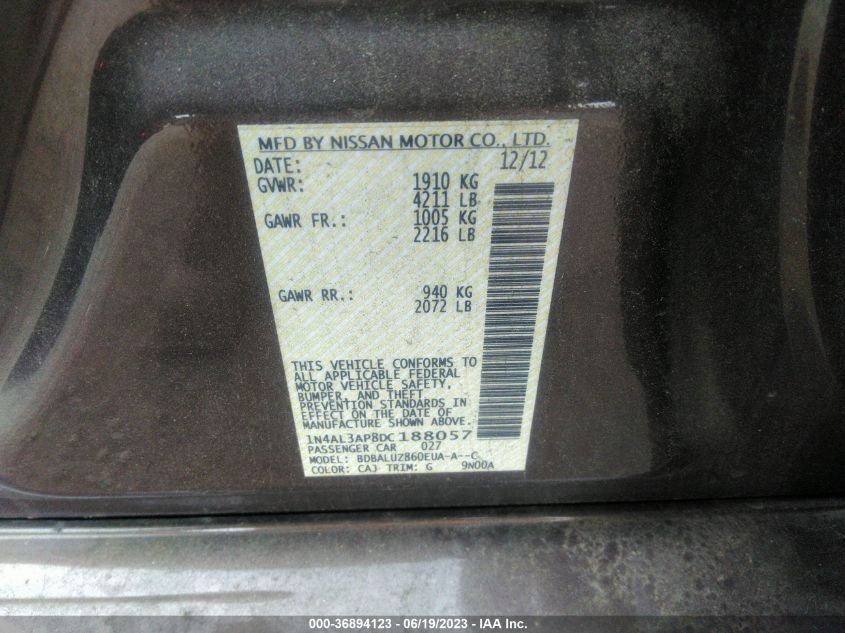 MFD BY NISSAN MOTOR CO., LTD.
DATE: 12/12
GVWR: 1910 KG
4211 LB
GAWR FR.: 1005 KG
2216 LB
GAWR RR.: 940 KG
2072 LB
THIS VEHICLE CONFORMS TO
ALL APPLICABLE FEDERAL
MOTOR VEHICLE SAFETY,
BUMPER, AND THEFT
PREVENTION STANDARDS IN
EFFECT ON THE DATE OF
MANUFACTURE SHOWN ABOVE.
1N4AL3AP8DC188057
PASSENGER CAR 027
MODEL: BDBALUZ860EUA-A--C
COLOR: CAJ TRIM: G 9N00A
000-36894123 - 06/19/2023 - IAA Inc.